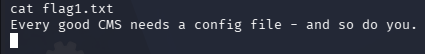 cat flag1.txt
Every good CMS needs a config file - and so do you.